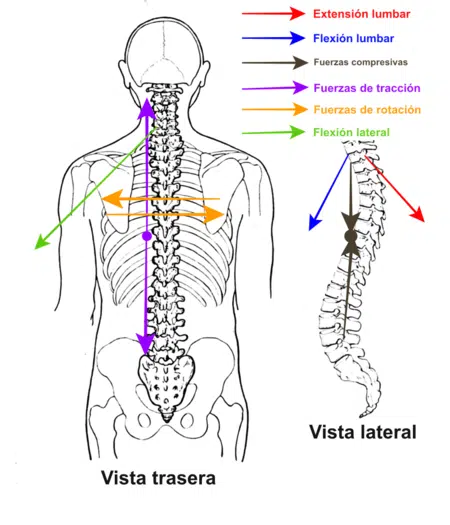 Extensión lumbar
Flexión lumbar
Fuerzas compresivas
Fuerzas de tracción
Fuerzas de rotación
Flexión lateral
Vista lateral
Vista trasera